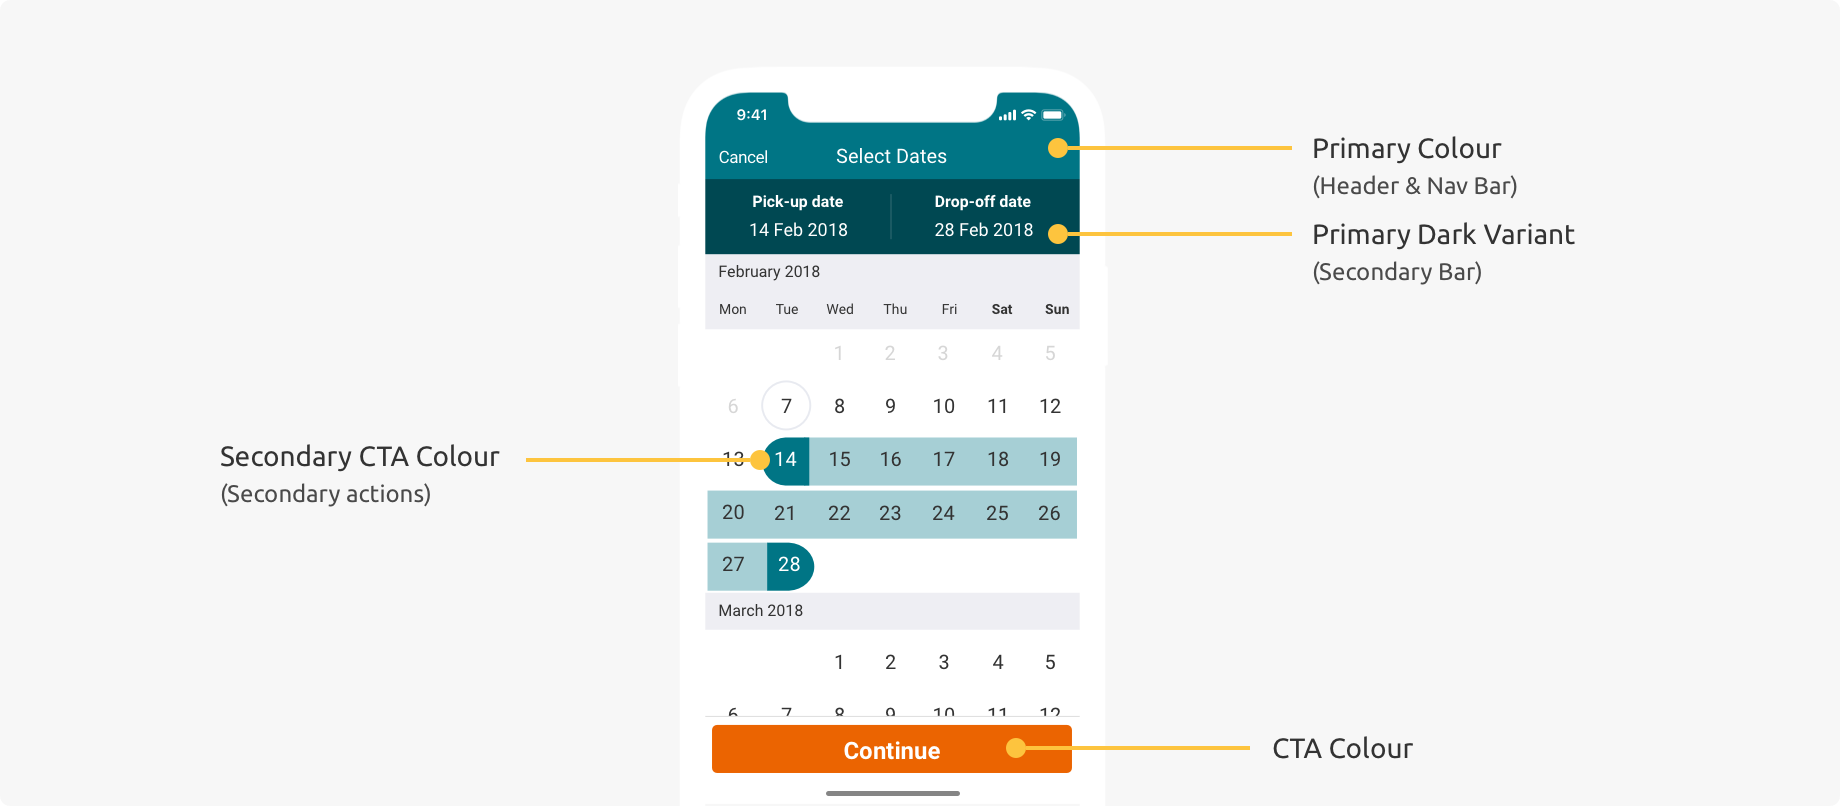 9:41
Cancel Select Dates
Pick-up date Drop-off date
14 Feb 2018 28 Feb 2018
Primary Colour
(Header & Nav Bar)
Primary Dark Variant
(Secondary Bar)
February 2018
Mon Tue Wed Thu Fri Sat Sun
1 2 3 4 5
6 7 8 9 10 11 12
13 14 15 16 17 18 19
20 21 22 23 24 25 26
27 28
Secondary CTA Colour
(Secondary actions)
March 2018
1 2 3 4 5
6 7 8 9 10 11 12
Continue
CTA Colour